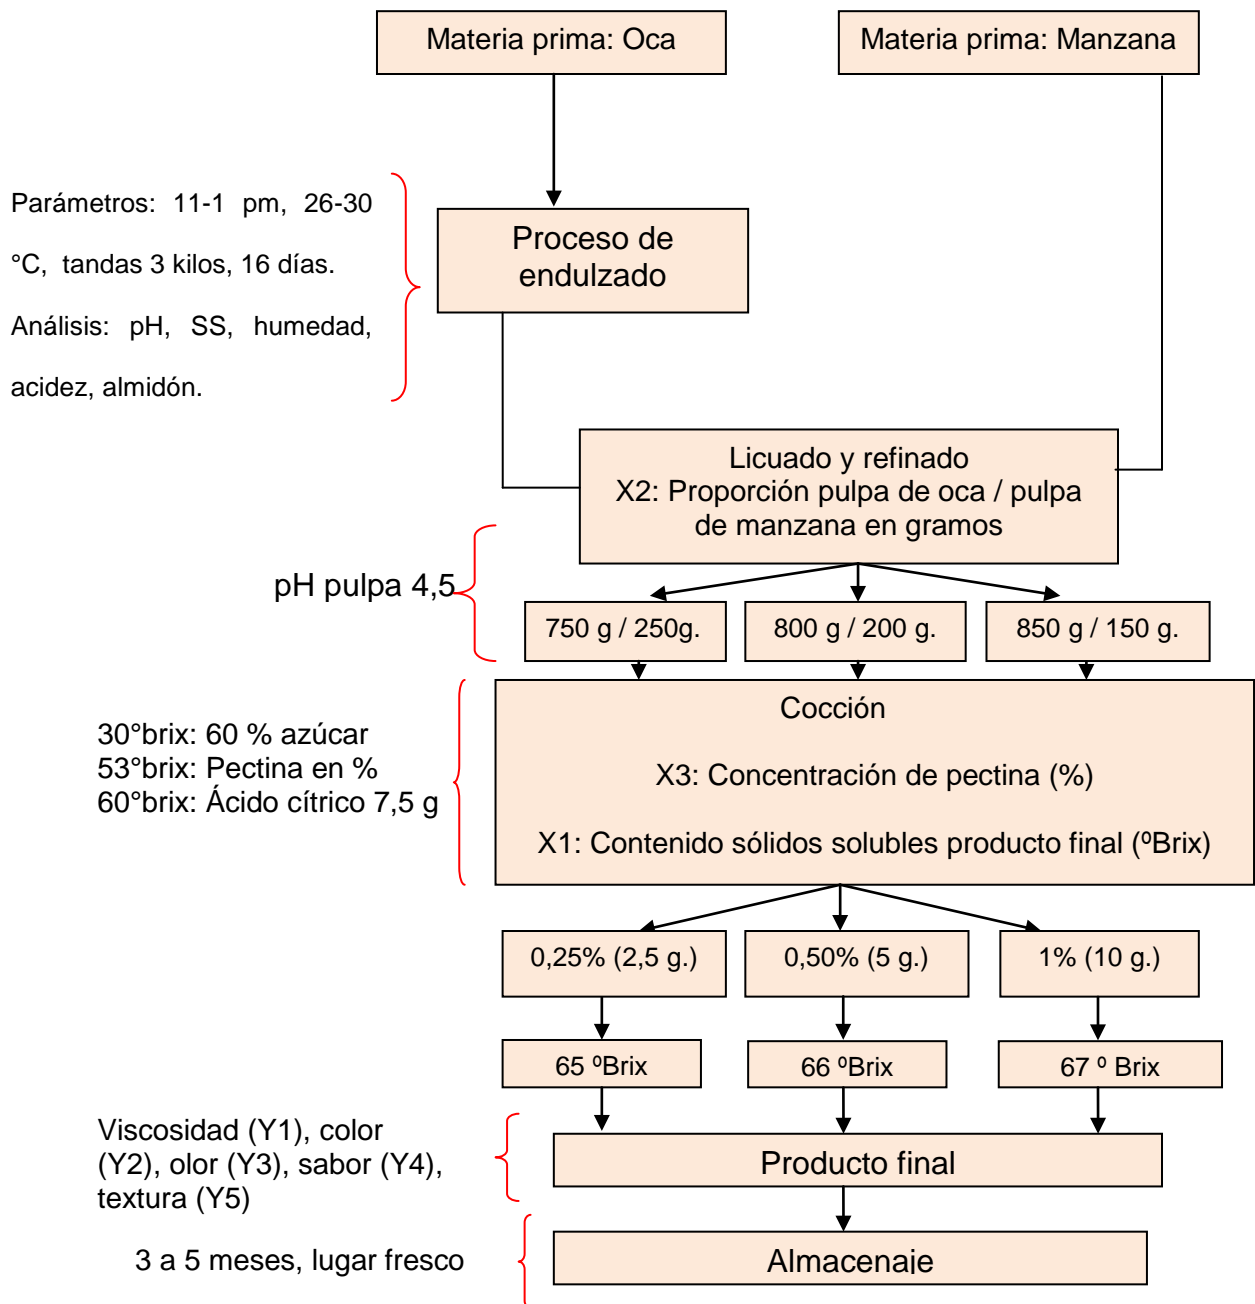 Materia prima: Oca
Materia prima: Manzana
Parámetros: 11-1 pm, 26-30
°C, tandas 3 kilos, 16 días.
Análisis: pH, SS, humedad,
acidez, almidón.
Proceso de
endulzado
Licuado y refinado
X2: Proporción pulpa de oca / pulpa
de manzana en gramos
pH pulpa 4,5
750 g / 250g.
800 g / 200 g.
850 g / 150 g.
30°brix: 60 % azúcar
53°brix: Pectina en %
60°brix: Ácido cítrico 7,5 g
Cocción
X3: Concentración de pectina (%)
X1: Contenido sólidos solubles producto final (ºBrix)
0,25% (2,5 g.)
0,50% (5 g.)
1% (10 g.)
65 ºBrix
66 ºBrix
67 º Brix
Viscosidad (Y1), color
(Y2), olor (Y3), sabor (Y4),
textura (Y5)
Producto final
3 a 5 meses, lugar fresco
Almacenaje